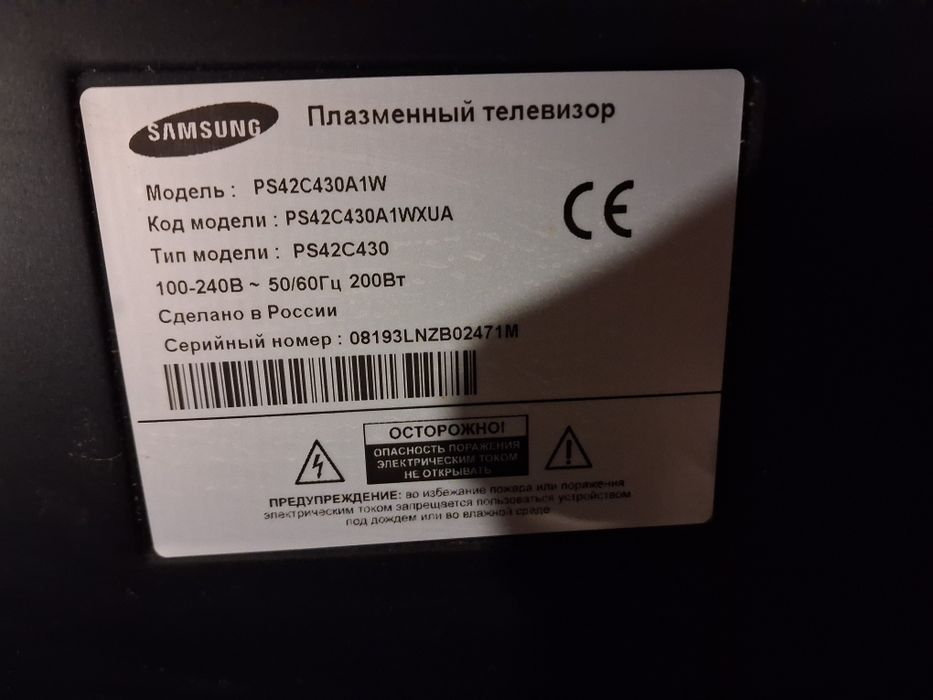 SAMSUNG
Плазменный телевизор
Модель : PS42C430A1W
Код модели : PS42C430A1WXUA
Тип модели : PS42C430
100-240В ~ 50/60Гц 200Вт
Сделано в России
Серийный номер : 08193LNZB02471M
CE
ОСТОРОЖНО!
ОПАСНОСТЬ ПОРАЖЕНИЯ
ЭЛЕКТРИЧЕСКИМ ТОКОМ
НЕ ОТКРЫВАТЬ
ПРЕДУПРЕЖДЕНИЕ: во избежание пожара или поражения
электрическим током запрещается пользоваться устройством
под дождем или во влажной среде